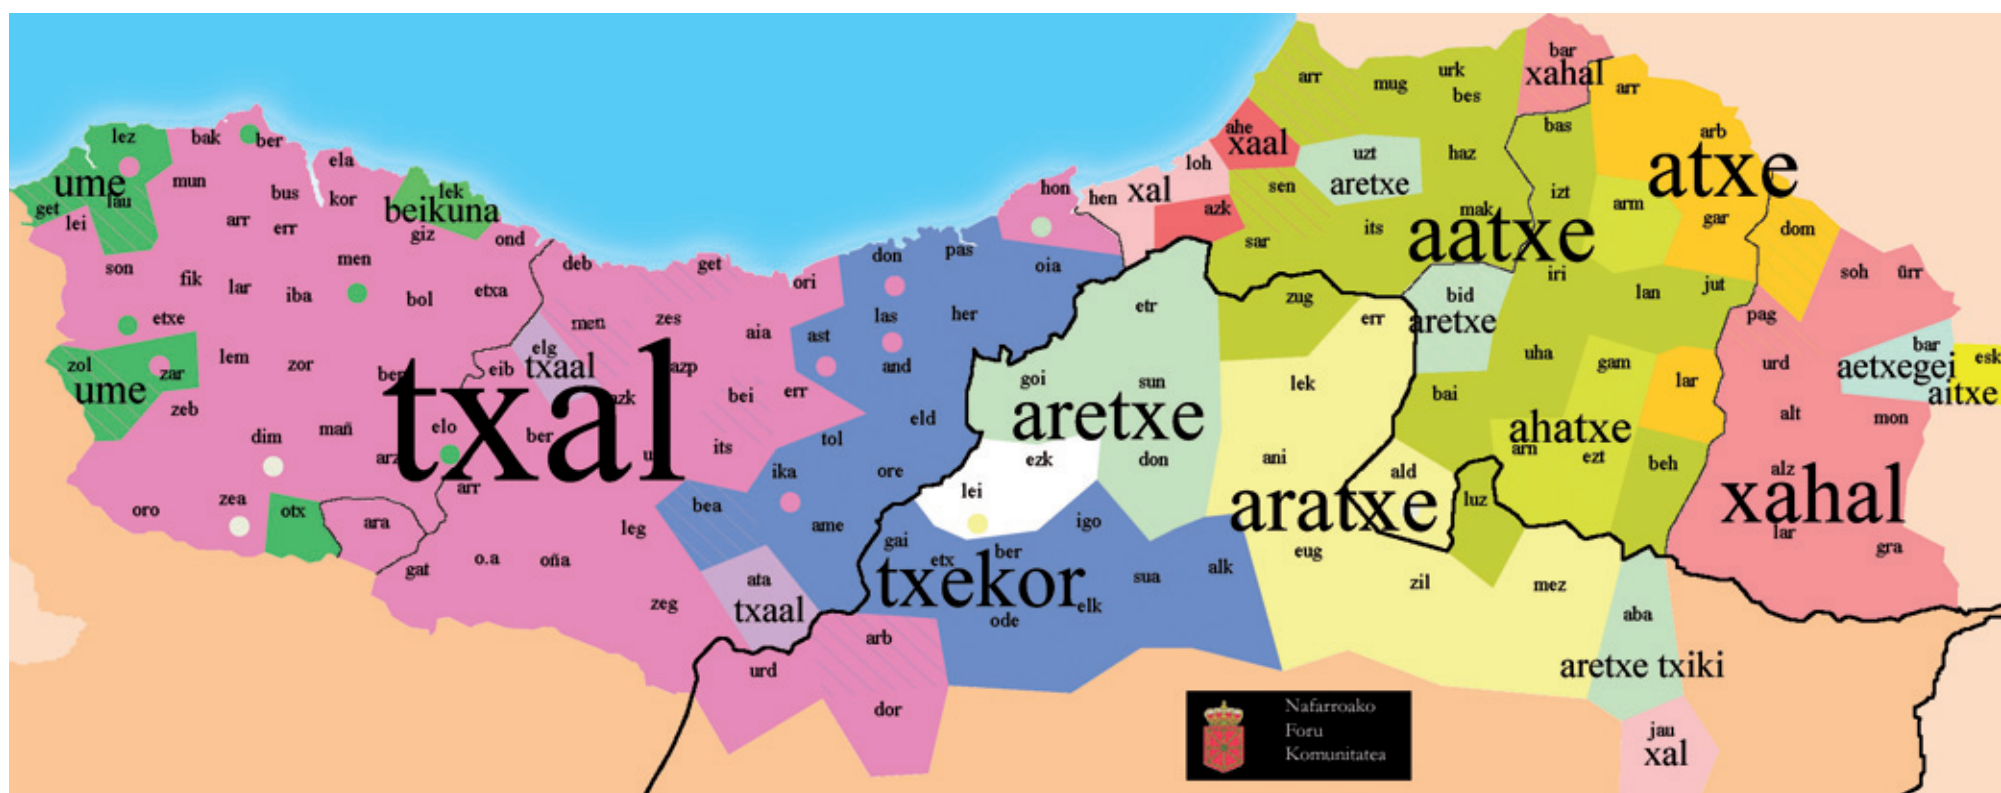 bar
xahal
arr
mug
urk
bes
arr
lez
bak
ber
ahe
xaal
bas
arb
atxe
ela
loh
uzt
aretxe
haz
ume
get
lau
lei
mun
bus
kor
lek
beikuna
giz
hon
hen
xal
azk
sen
mak
izt
arm
gar
dom
arr
err
ond
sar
its
aatxe
son
fik
lar
men
iba
bol
etxa
deb
get
ori
don
pas
oia
iri
lan
jut
soh
ürr
etxe
men
zes
aia
ast
las
her
etr
zug
err
bid
aretxe
pag
zol
zar
ume
lem
zor
ber
eib
elg
txaal
azk
azp
bei
err
and
goi
sun
lek
uha
gam
lar
urd
bar
aetxegei
esk
aitxe
zeb
dim
mañ
elo
txal
ber
its
tol
eld
aretxe
bai
ahatxe
arn
ezt
beh
alt
mon
arz
arr
ika
ore
ezk
don
ani
ald
aratxe
luz
alz
xahal
lar
gra
oro
zea
otx
ara
leg
bea
ame
lei
igo
eug
gat
o.a
oña
ata
txaal
gai
etx
ber
txekor
ode
elk
sua
alk
zil
mez
zeg
arb
urd
dor
aba
aretxe txiki
jau
xal
Nafarroako
Foru
Komunitatea